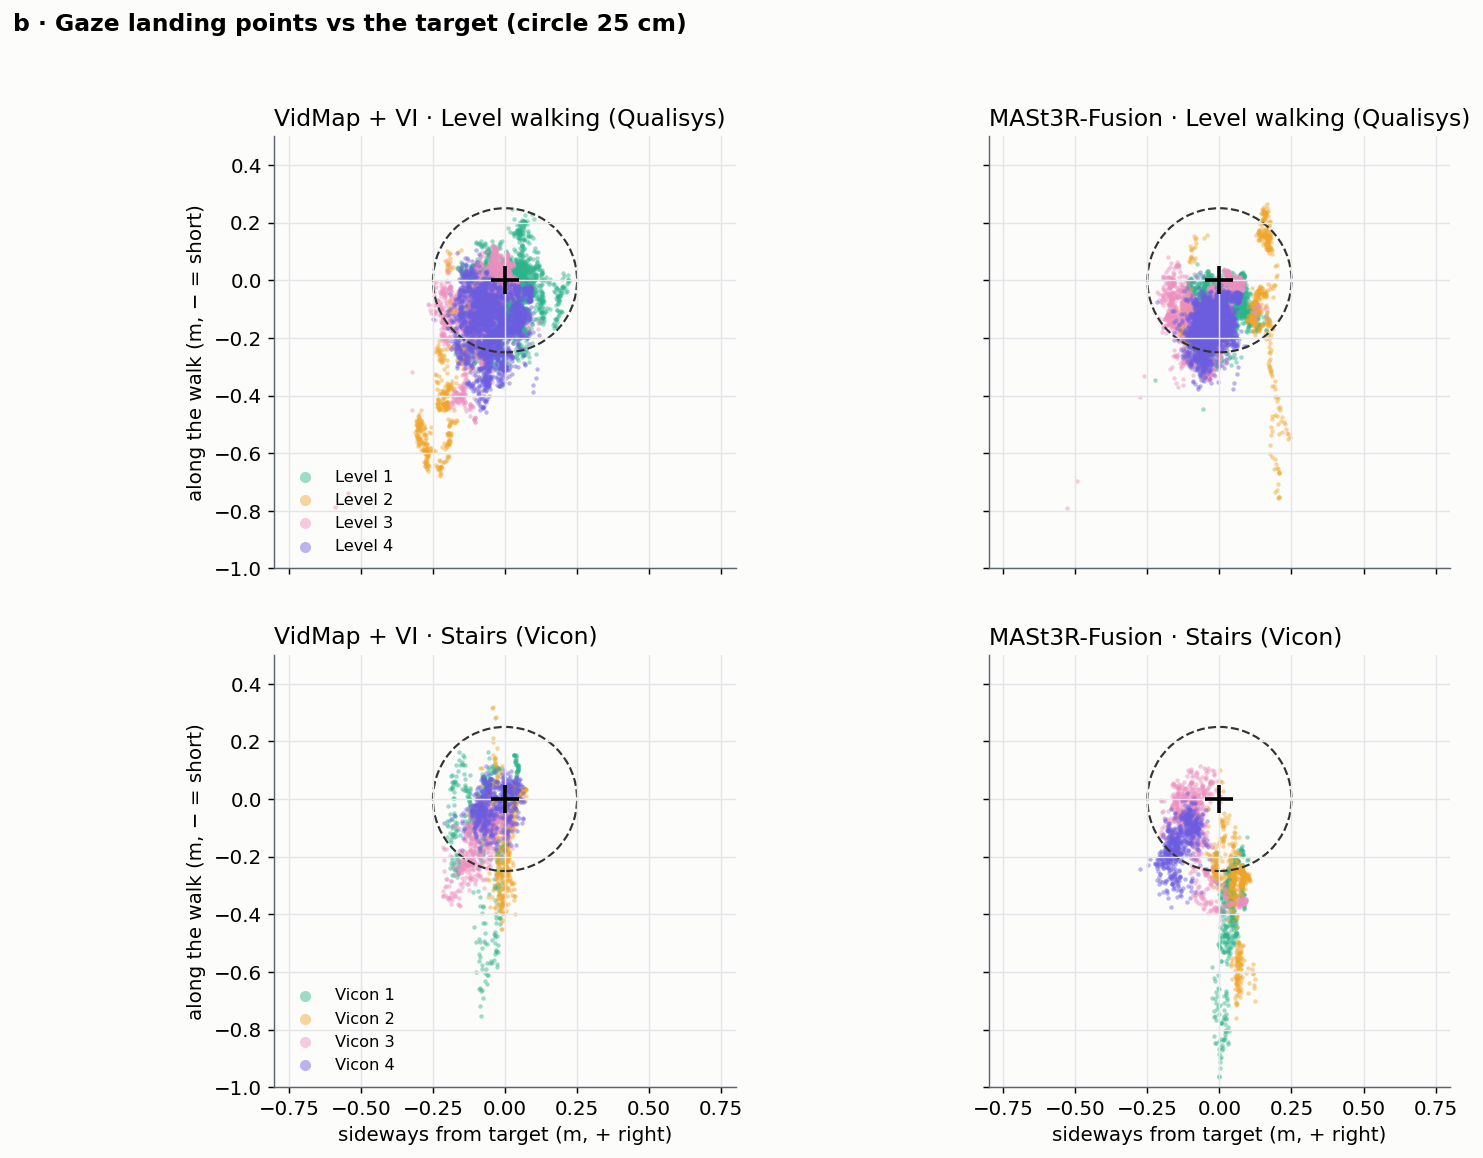 b · Gaze landing points vs the target (circle 25 cm)
VidMap + VI · Level walking (Qualisys)
MASt3R-Fusion · Level walking (Qualisys)
along the walk (m, − = short)
0.4
0.2
0.0
−0.2
−0.4
−0.6
−0.8
−1.0
Level 1
Level 2
Level 3
Level 4
VidMap + VI · Stairs (Vicon)
MASt3R-Fusion · Stairs (Vicon)
along the walk (m, − = short)
0.4
0.2
0.0
−0.2
−0.4
−0.6
−0.8
−1.0
Vicon 1
Vicon 2
Vicon 3
Vicon 4
−0.75 −0.50 −0.25 0.00 0.25 0.50 0.75
−0.75 −0.50 −0.25 0.00 0.25 0.50 0.75
sideways from target (m, + right)
sideways from target (m, + right)